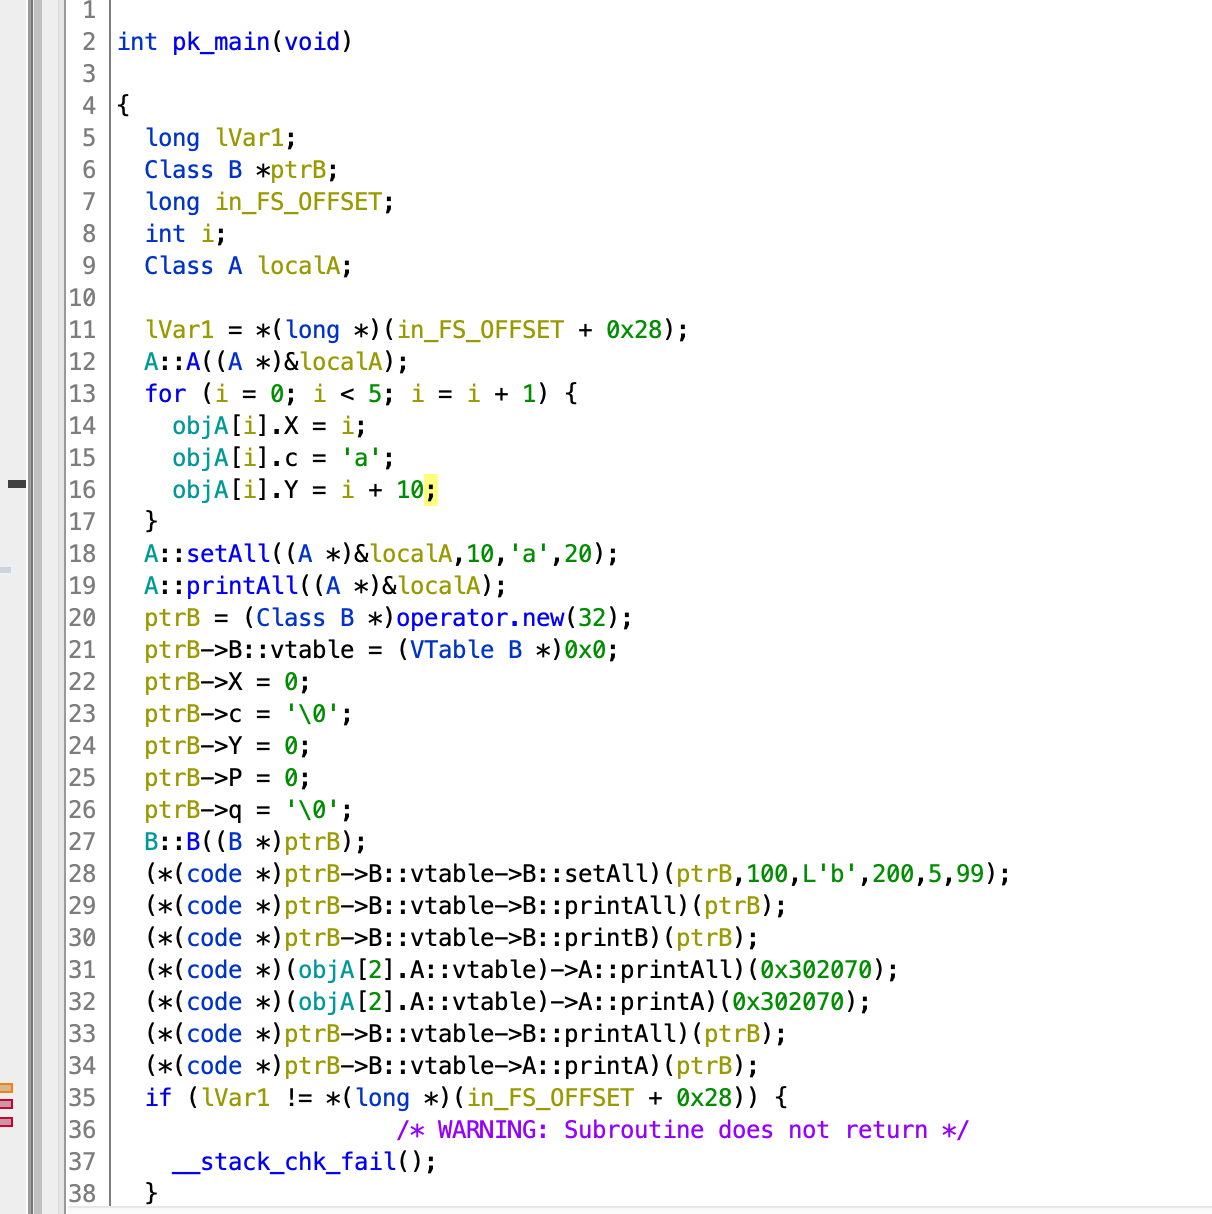 1
2 int pk_main(void)
3
4 {
5   long lVar1;
6   Class B *ptrB;
7   long in_FS_OFFSET;
8   int i;
9   Class A localA;
10
11   lVar1 = *(long *)(in_FS_OFFSET + 0x28);
12   A::A((A *)&localA);
13   for (i = 0; i < 5; i = i + 1) {
14     objA[i].X = i;
15     objA[i].c = 'a';
16     objA[i].Y = i + 10;
17   }
18   A::setAll((A *)&localA,10,'a',20);
19   A::printAll((A *)&localA);
20   ptrB = (Class B *)operator.new(32);
21   ptrB->B::vtable = (VTable B *)0x0;
22   ptrB->X = 0;
23   ptrB->c = '\0';
24   ptrB->Y = 0;
25   ptrB->P = 0;
26   ptrB->q = '\0';
27   B::B((B *)ptrB);
28   (*(code *)ptrB->B::vtable->B::setAll)(ptrB,100,L'b',200,5,99);
29   (*(code *)ptrB->B::vtable->B::printAll)(ptrB);
30   (*(code *)ptrB->B::vtable->B::printB)(ptrB);
31   (*(code *)(objA[2].A::vtable)->A::printAll)(0x302070);
32   (*(code *)(objA[2].A::vtable)->A::printA)(0x302070);
33   (*(code *)ptrB->B::vtable->B::printAll)(ptrB);
34   (*(code *)ptrB->B::vtable->A::printA)(ptrB);
35   if (lVar1 != *(long *)(in_FS_OFFSET + 0x28)) {
36                     /* WARNING: Subroutine does not return */
37     __stack_chk_fail();
38   }